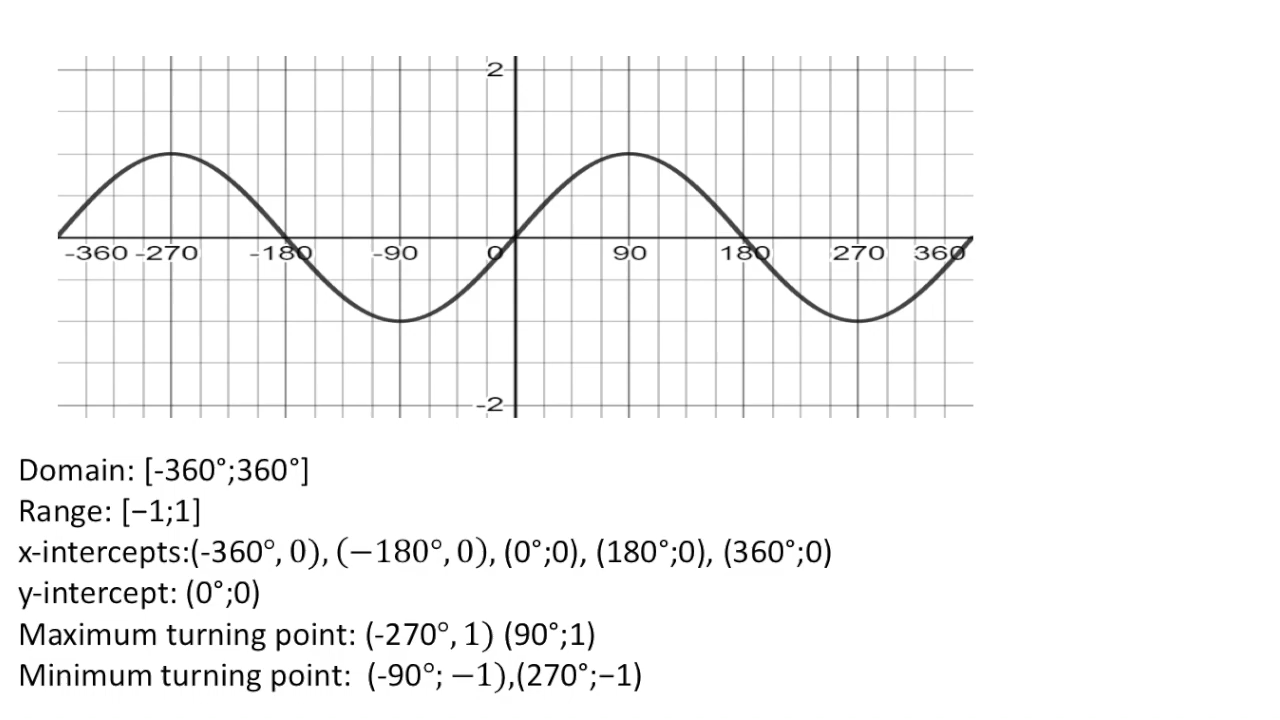 2
-360 -270 -180 -90 0 90 180 270 360
-2
Domain: [-360°;360°]
Range: [−1;1]
x-intercepts:(-360°, 0), (−180°, 0), (0°;0), (180°;0), (360°;0)
y-intercept: (0°;0)
Maximum turning point: (-270°, 1) (90°;1)
Minimum turning point: (-90°; −1),(270°;−1)